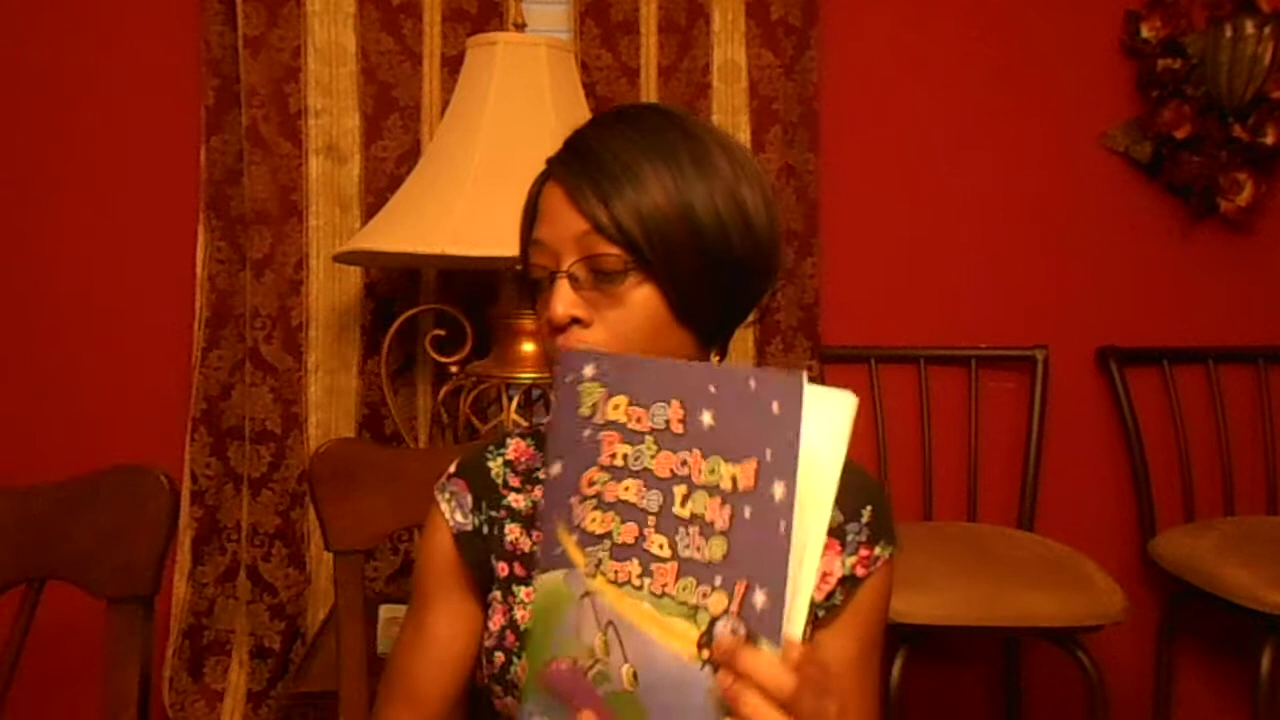 Planet
Protectors
Create Less
Waste in the
First Place!